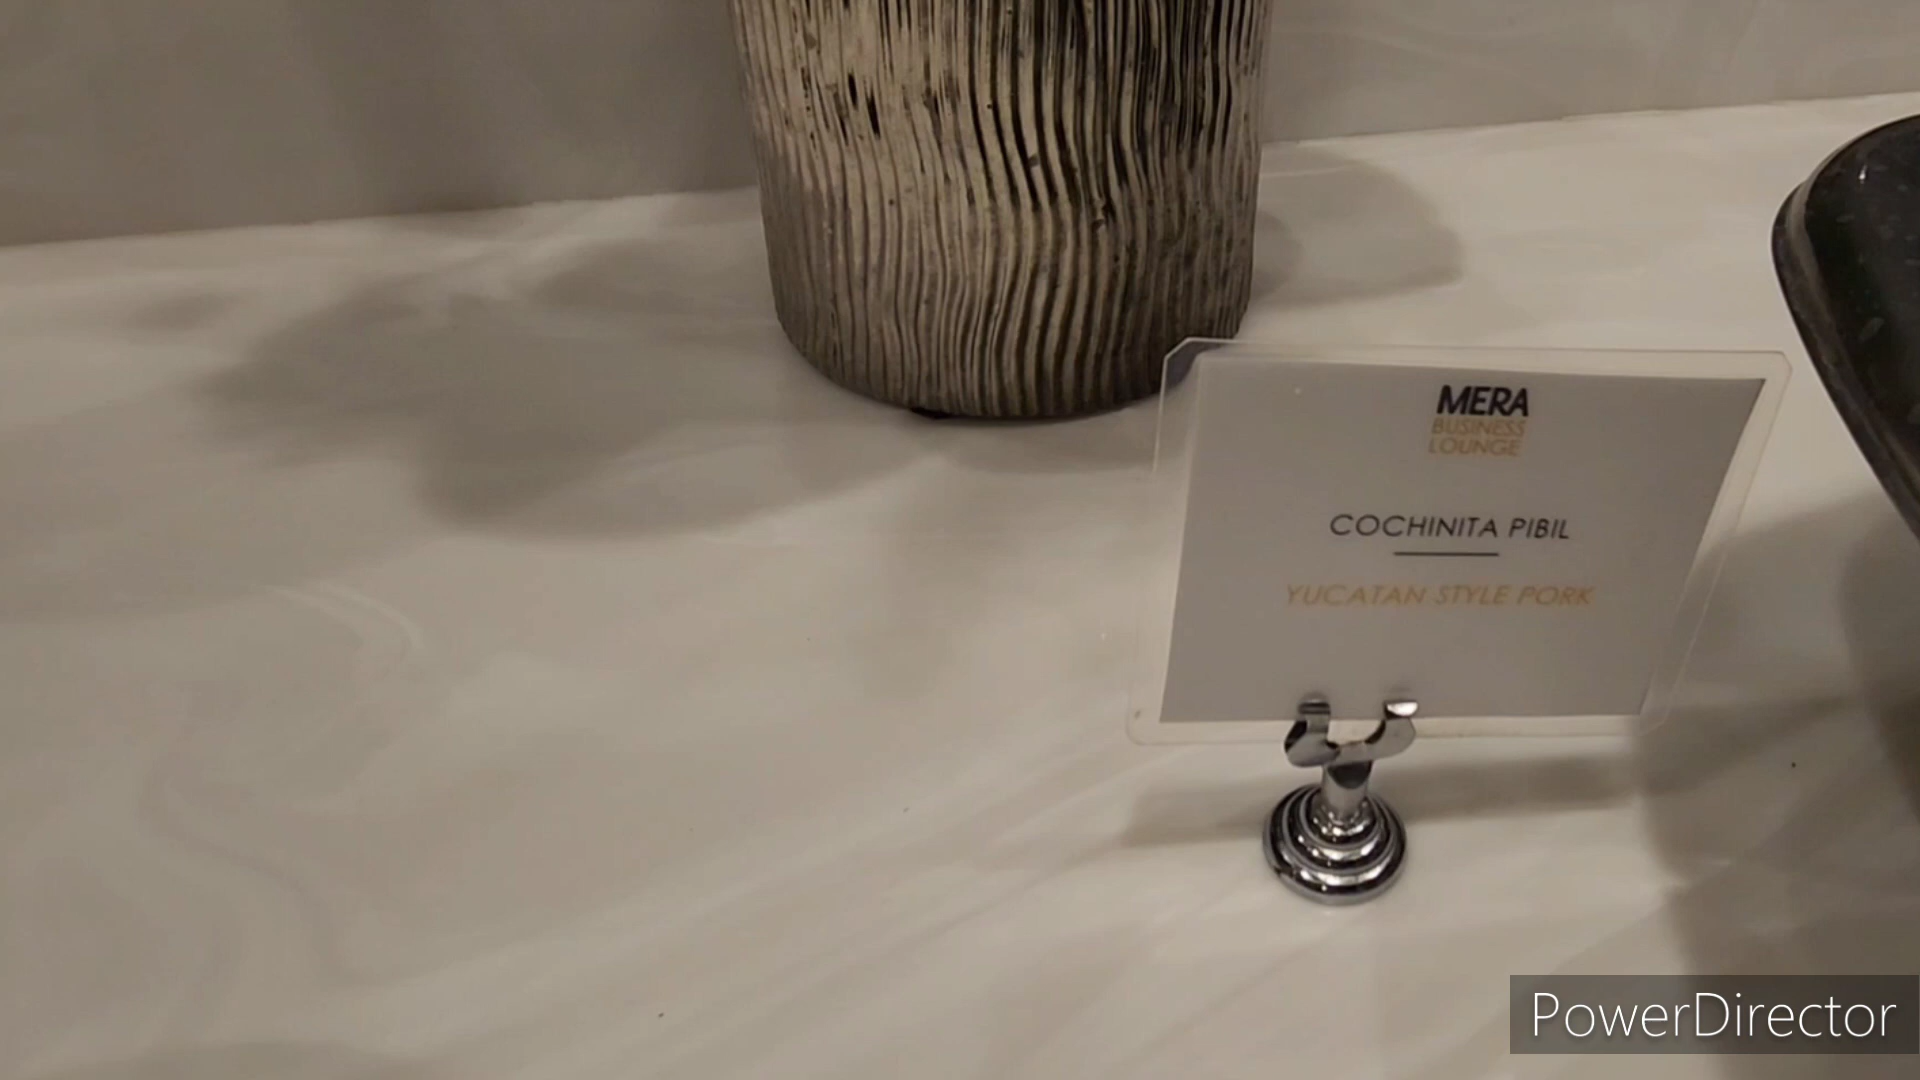 MERA
BUSINESS
LOUNGE
COCHINITA PIBIL
YUCATAN STYLE PORK
PowerDirector